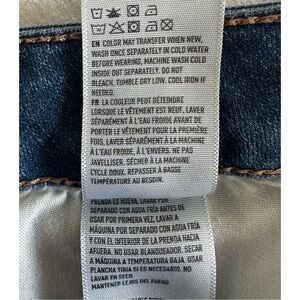 EN COLOR MAY TRANSFER WHEN NEW,
WASH ONCE SEPARATELY IN COLD WATER
BEFORE WEARING, MACHINE WASH COLD
INSIDE OUT SEPARATELY. DO NOT
BLEACH, TUMBLE DRY LOW. COOL IRON IF
NEEDED.
FR LA COULEUR PEUT DÉTEINDRE
LORSQUE LE VÊTEMENT EST NEUF, LAVER
SÉPARÉMENT À L'EAU FROIDE AVANT DE
PORTER LE VÊTEMENT POUR LA PREMIÈRE
FOIS, LAVER SÉPARÉMENT À LA MACHINE
À L'EAU FROIDE, À L'ENVERS. NE PAS
JAVELLISER. SÉCHER À LA MACHINE
CYCLE DOUX. REPASSER À BASSE
TEMPÉRATURE AU BESOIN.
PRENDA ES NUEVA, LAVAR POR
SEPARADO CON AGUA FRÍA ANTES DE
USAR POR PRIMERA VEZ, LAVAR A
MÁQUINA POR SEPARADO CON AGUA FRÍA
Y CON EL INTERIOR DE LA PRENDA HACIA
AFUERA. NO USAR BLANQUEADOR. SECAR
A MÁQUINA A TEMPERATURA BAJA. USAR
PLANCHA TIBIA SI ES NECESARIO. NO
LAVAR EN SECO.
MANTENER LEJOS DEL FUEGO